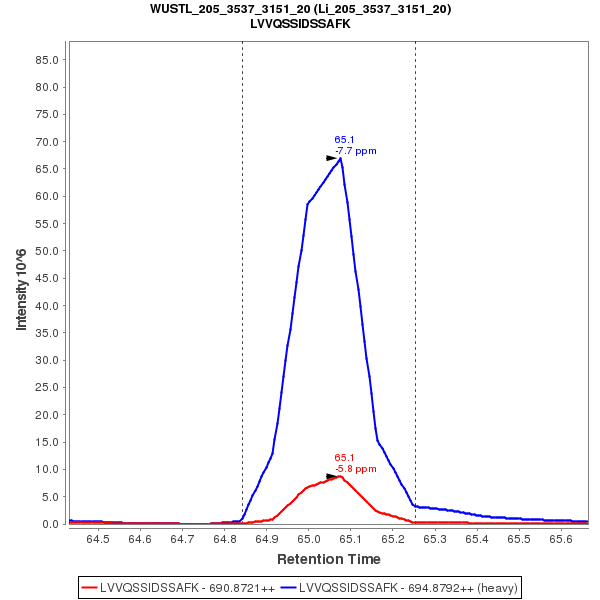 WUSTL_205_3537_3151_20 (Li_205_3537_3151_20)
LVVQSSIDSSAFK
Intensity 10^6
85.0
80.0
75.0
70.0
65.0
60.0
55.0
50.0
45.0
40.0
35.0
30.0
25.0
20.0
15.0
10.0
5.0
0.0
65.1
-7.7 ppm
65.1
-5.8 ppm
64.5 64.6 64.7 64.8 64.9 65.0 65.1 65.2 65.3 65.4 65.5 65.6
Retention Time
LVVQSSIDSSAFK - 690.8721++ LVVQSSIDSSAFK - 694.8792++ (heavy)